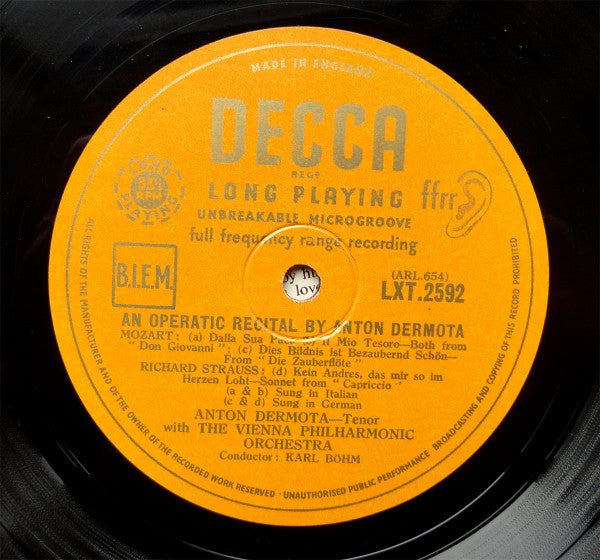 MADE IN ENGLAND
DECCA
REGD
LONG PLAYING
UNBREAKABLE MICROGROOVE
full frequency range recording
ffrr
LONG
PLAYING
B.I.E.M.
by
lov
(ARL.654)
LXT.2592
AN OPERATIC RECITAL BY ANTON DERMOTA
MOZART: (a) Dalla Sua Pace (b) Il Mio Tesoro—Both from
"Don Giovanni"; (c) Dies Bildnis ist Bezaubernd Schön—
From "Die Zauberflöte"
RICHARD STRAUSS: (d) Kein Andres, das mir so im
Herzen Loht—Sonnet from "Capriccio"
(a & b) Sung in Italian
(c & d) Sung in German
ANTON DERMOTA—Tenor
with THE VIENNA PHILHARMONIC
ORCHESTRA
Conductor: KARL BÖHM
ALL RIGHTS OF THE MANUFACTURER AND OF THE OWNER OF THE RECORDED WORK RESERVED · UNAUTHORISED PUBLIC PERFORMANCE BROADCASTING AND COPYING OF THIS RECORD PROHIBITED